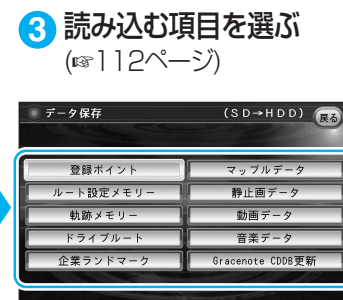 3 読み込む項目を選ぶ
(☞112ページ)
データ保存 (SD→HDD) 戻る
登録ポイント マップルデータ
ルート設定メモリー 静止画データ
軌跡メモリー 動画データ
ドライブルート 音楽データ
企業ランドマーク Gracenote CDDB更新